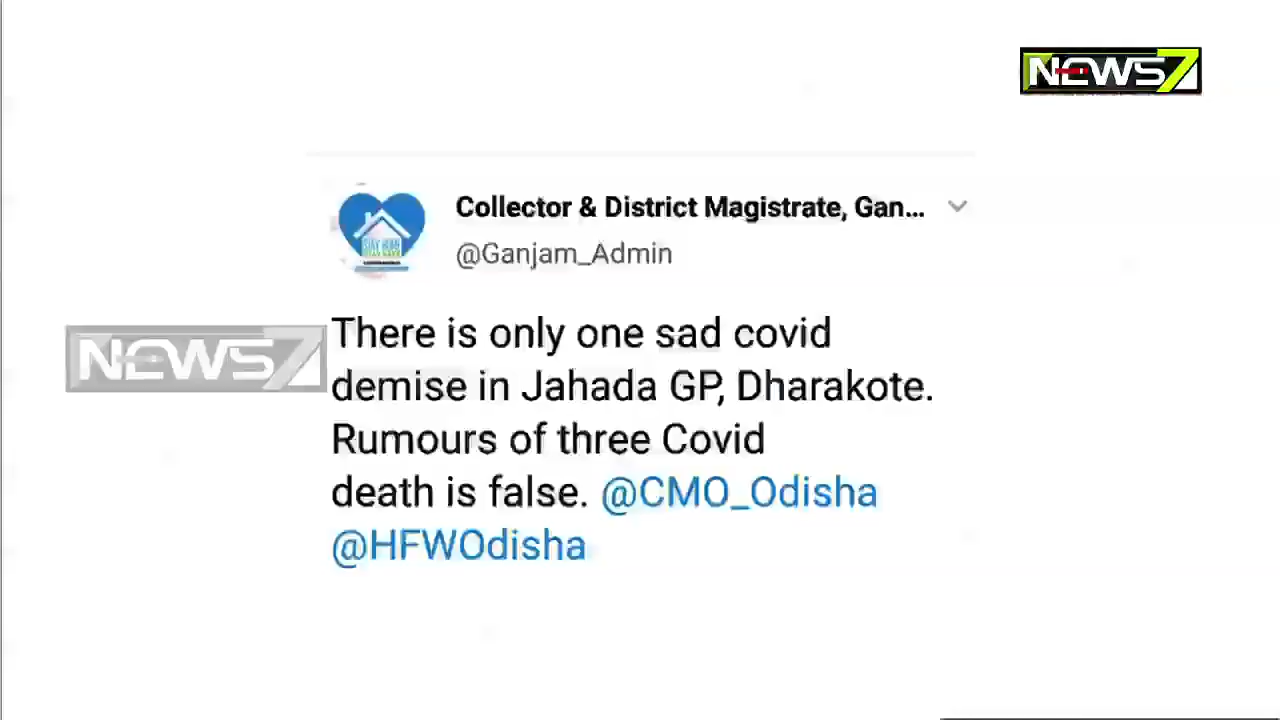 NEWS7
Collector & District Magistrate, Gan...
@Ganjam_Admin
NEWS7
There is only one sad covid
demise in Jahada GP, Dharakote.
Rumours of three Covid
death is false. @CMO_Odisha
@HFWOdisha